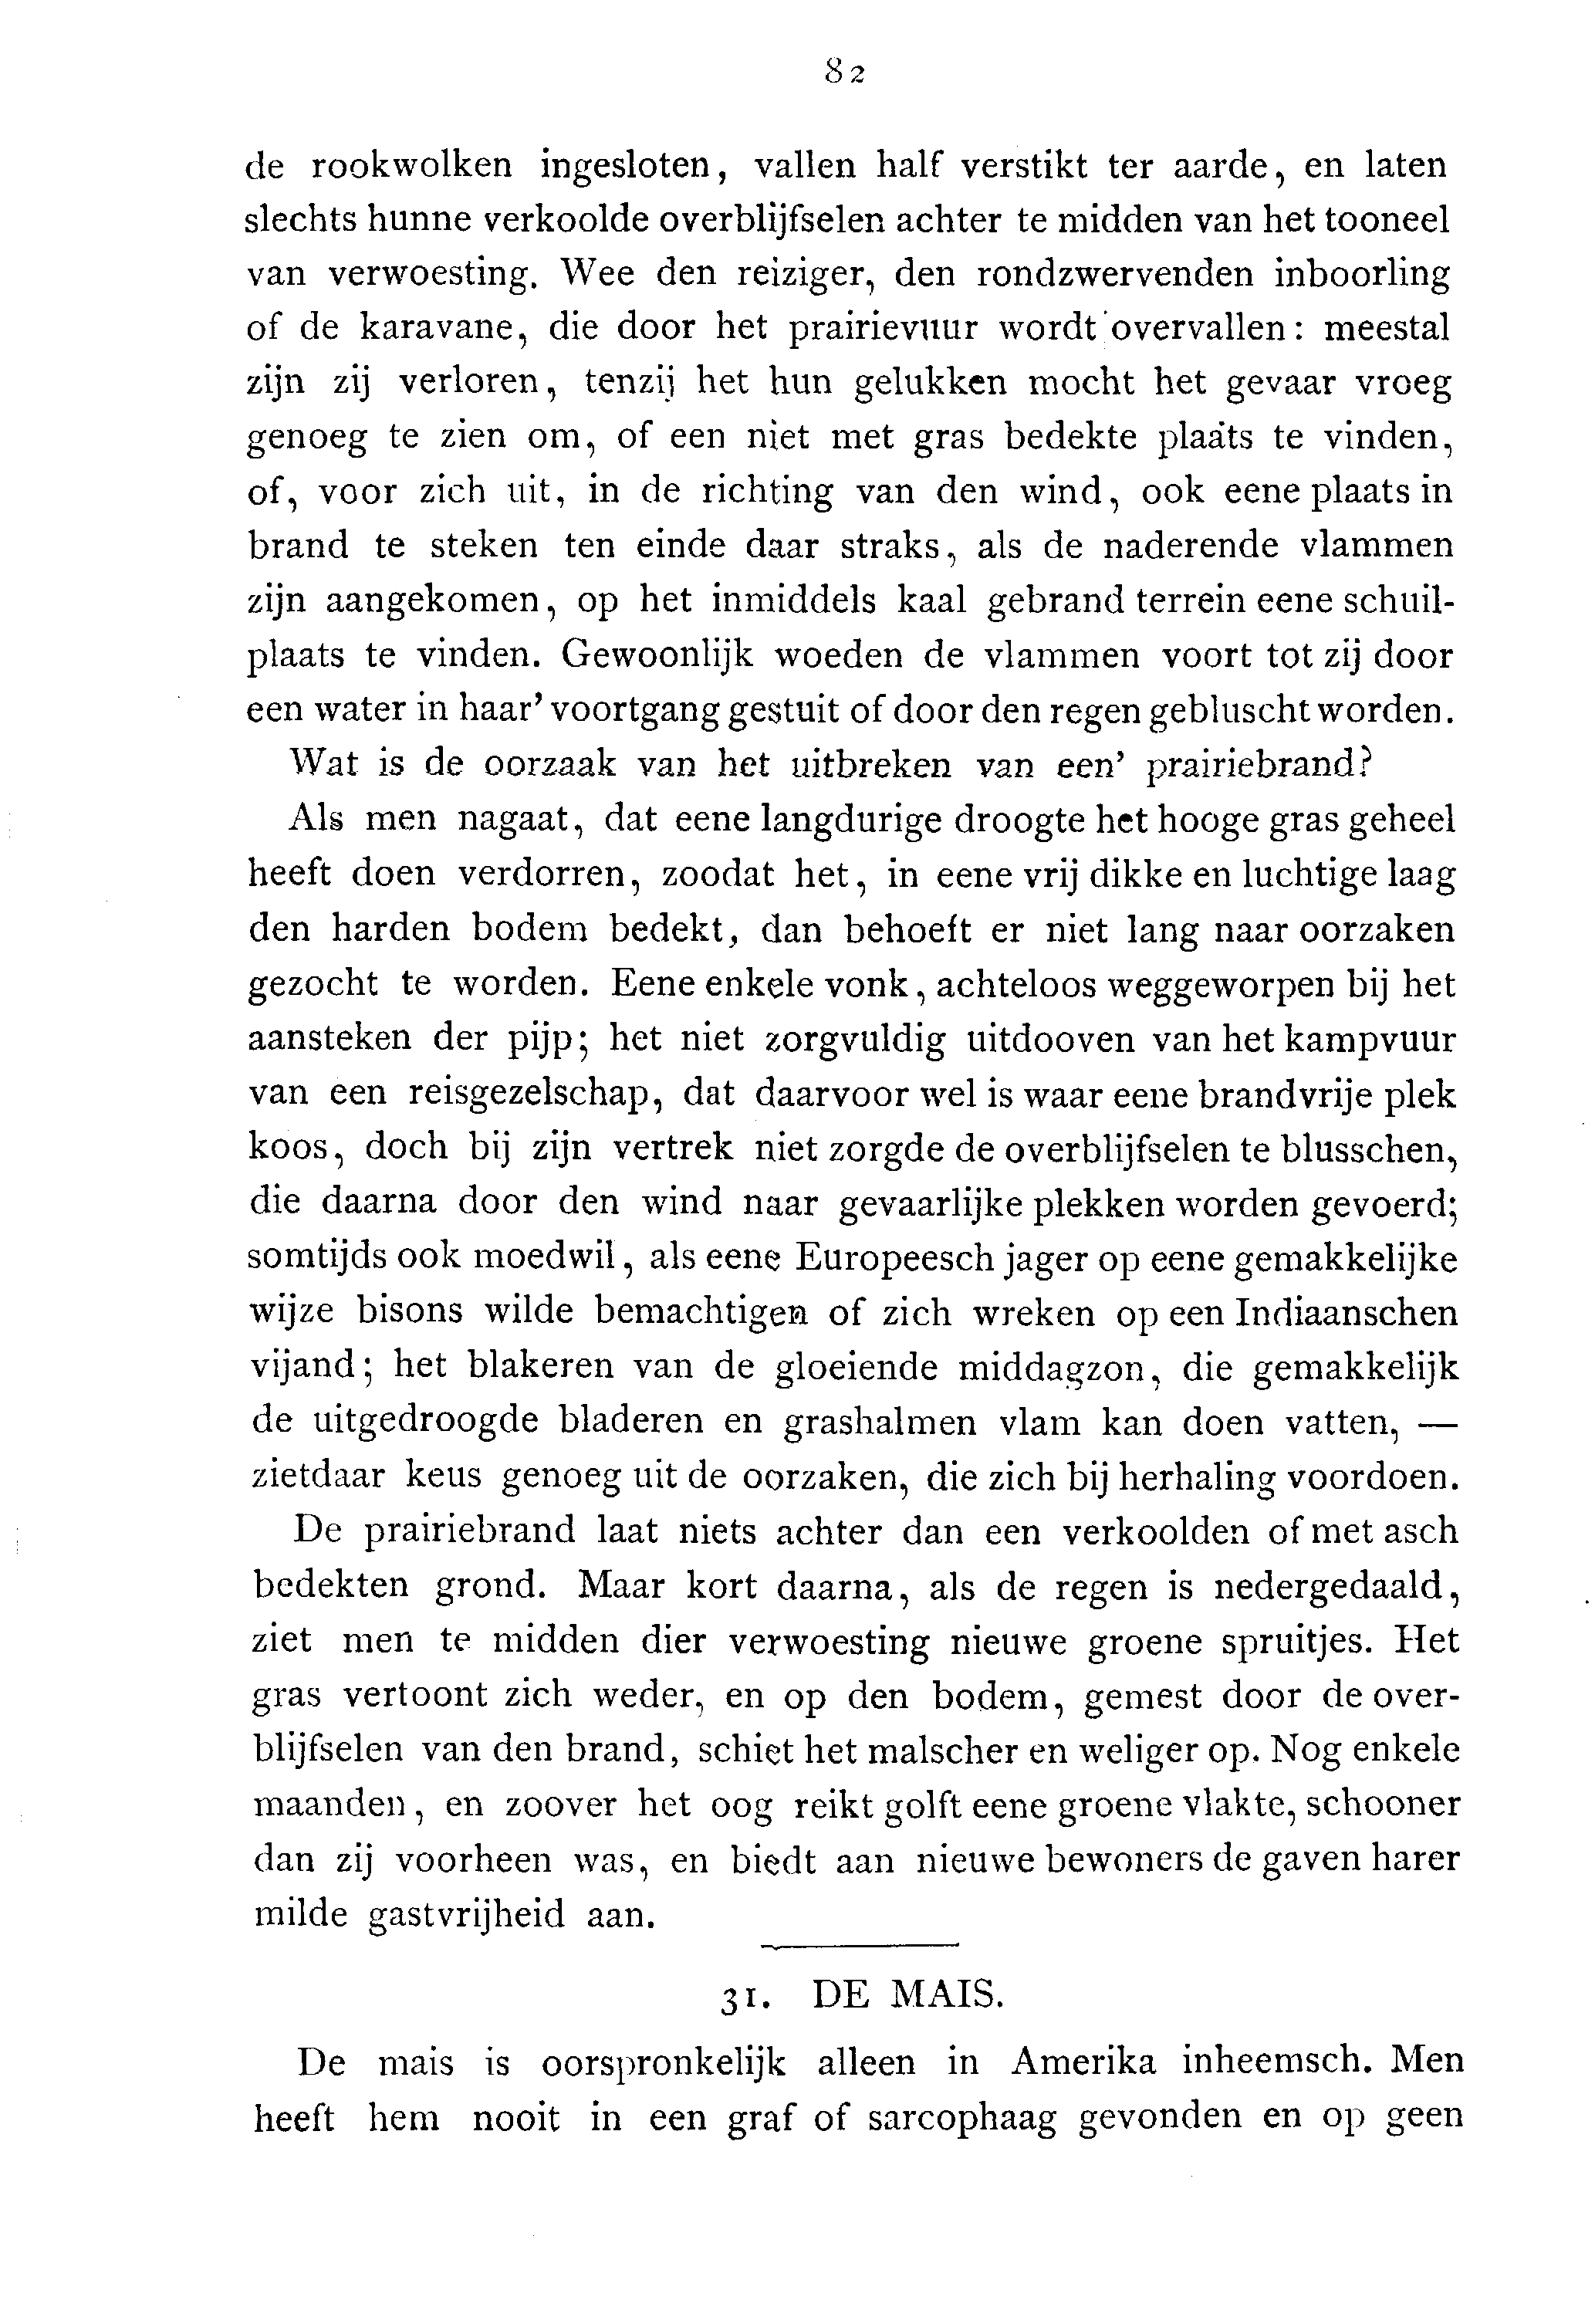 82
de rookwolken ingesloten, vallen half verstikt ter aarde, en laten
slechts hunne verkoolde overblijfselen achter te midden van het tooneel
van verwoesting. Wee den reiziger, den rondzwervenden inboorling
of de karavane, die door het prairievuur wordt overvallen: meestal
zijn zij verloren, tenzij het hun gelukken mocht het gevaar vroeg
genoeg te zien om, of een niet met gras bedekte plaats te vinden,
of, voor zich uit, in de richting van den wind, ook eene plaats in
brand te steken ten einde daar straks, als de naderende vlammen
zijn aangekomen, op het inmiddels kaal gebrand terrein eene schuil-
plaats te vinden. Gewoonlijk woeden de vlammen voort tot zij door
een water in haar' voortgang gestuit of door den regen gebluscht worden.
Wat is de oorzaak van het uitbreken van een' prairiebrand?
Als men nagaat, dat eene langdurige droogte het hooge gras geheel
heeft doen verdorren, zoodat het, in eene vrij dikke en luchtige laag
den harden bodem bedekt, dan behoeft er niet lang naar oorzaken
gezocht te worden. Eene enkele vonk, achteloos weggeworpen bij het
aansteken der pijp; het niet zorgvuldig uitdooven van het kampvuur
van een reisgezelschap, dat daarvoor wel is waar eene brandvrije plek
koos, doch bij zijn vertrek niet zorgde de overblijfselen te blusschen,
die daarna door den wind naar gevaarlijke plekken worden gevoerd;
somtijds ook moedwil, als eene Europeesch jager op eene gemakkelijke
wijze bisons wilde bemachtigen of zich wreken op een Indiaanschen
vijand; het blakeren van de gloeiende middagzon, die gemakkelijk
de uitgedroogde bladeren en grashalmen vlam kan doen vatten, —
zietdaar keus genoeg uit de oorzaken, die zich bij herhaling voordoen.
De prairiebrand laat niets achter dan een verkoolden of met asch
bedekten grond. Maar kort daarna, als de regen is nedergedaald,
ziet men te midden dier verwoesting nieuwe groene spruitjes. Het
gras vertoont zich weder, en op den bodem, gemest door de over-
blijfselen van den brand, schiet het malscher en weliger op. Nog enkele
maanden, en zoover het oog reikt golft eene groene vlakte, schooner
dan zij voorheen was, en biedt aan nieuwe bewoners de gaven harer
milde gastvrijheid aan.
31. DE MAIS.
De mais is oorspronkelijk alleen in Amerika inheemsch. Men
heeft hem nooit in een graf of sarcophaag gevonden en op geen